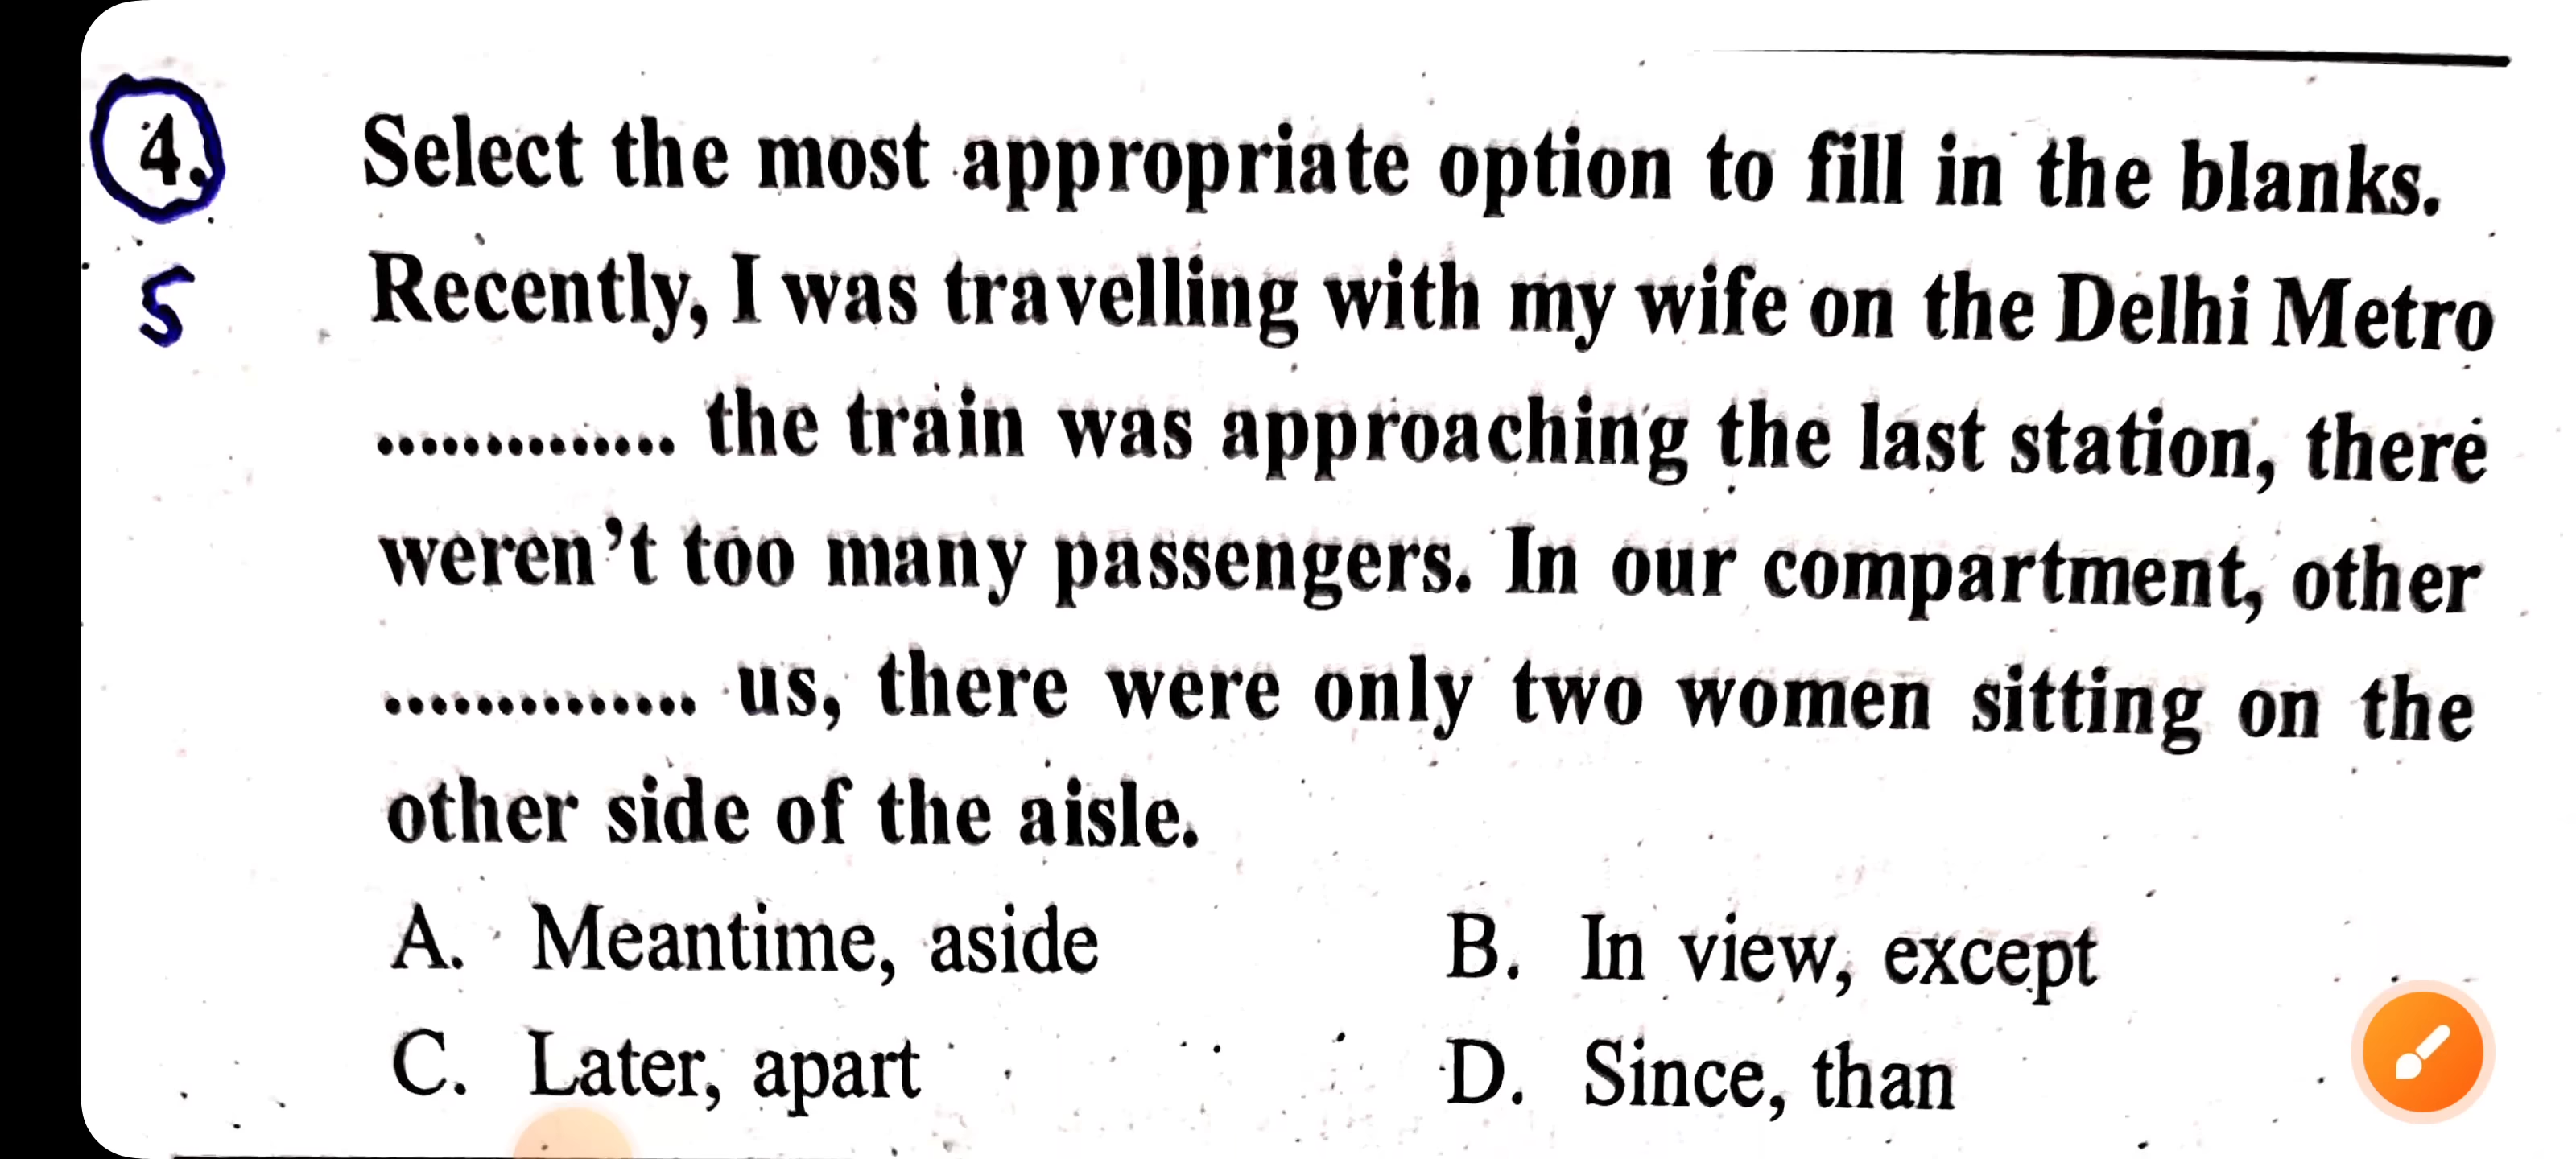 4. Select the most appropriate option to fill in the blanks.
5 Recently, I was travelling with my wife on the Delhi Metro
.............. the train was approaching the last station, there
weren't too many passengers. In our compartment, other
.............. us, there were only two women sitting on the
other side of the aisle.
A. Meantime, aside B. In view, except
C. Later, apart D. Since, than